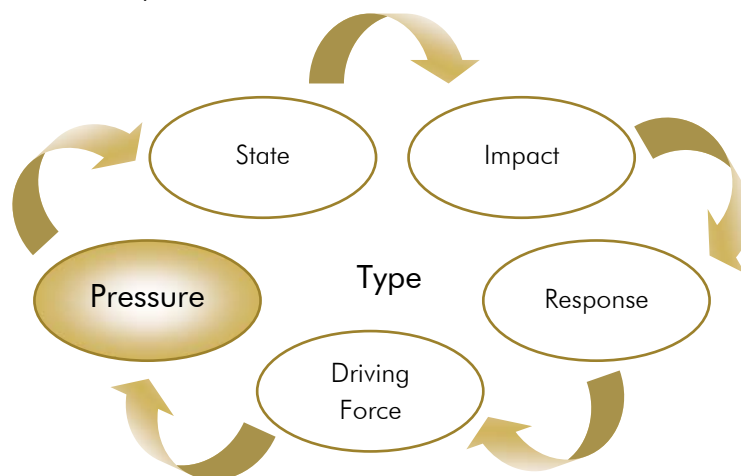 State
Impact
Pressure
Type
Response
Driving
Force